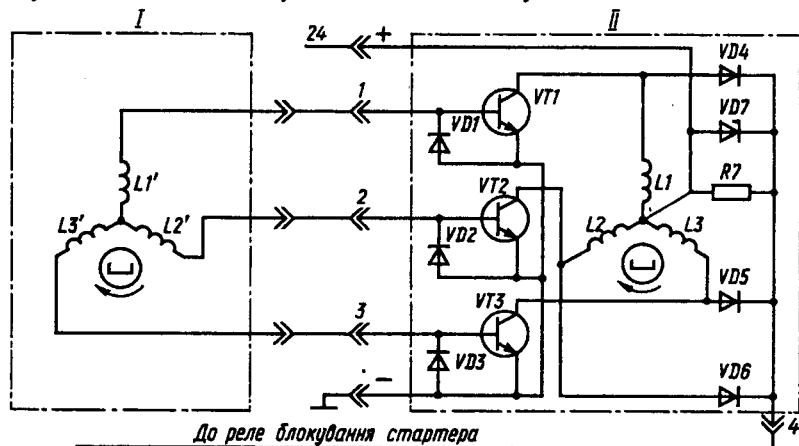 I
II
24
+
VD4
1
VT1
VD7
VD1
L1'
L1
R7
VT2
2
L3'
L2'
L2
L3
VD2
VT3
3
VD5
VD3
VD6
−
4
До реле блокування стартера